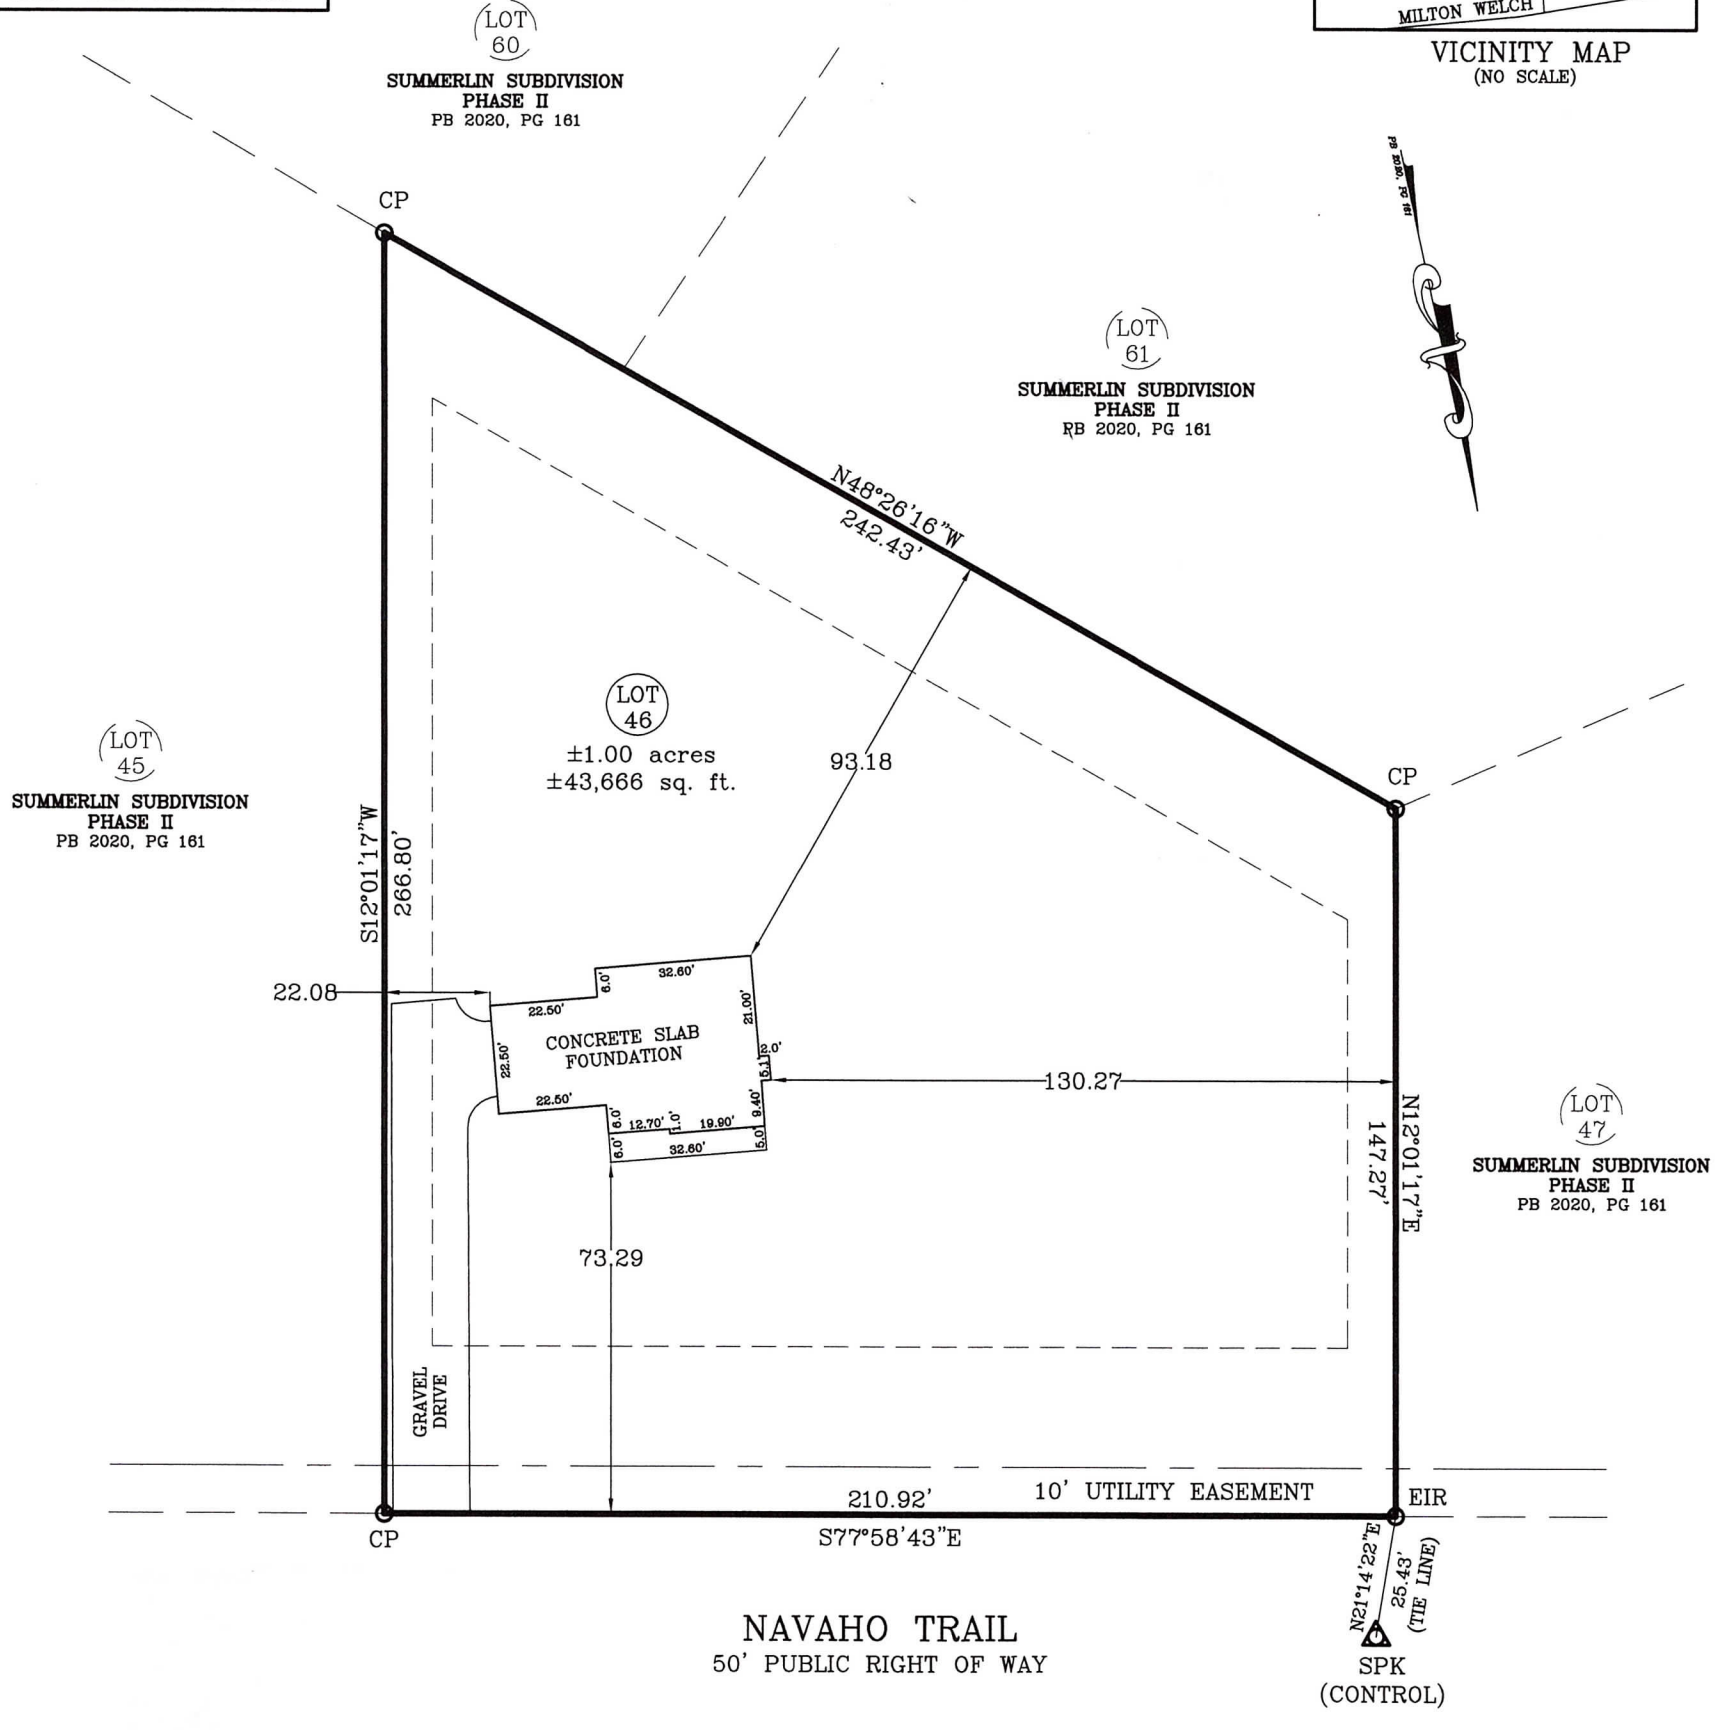 LOT
60
SUMMERLIN SUBDIVISION
PHASE II
PB 2020, PG 161
MILTON WELCH
VICINITY MAP
(NO SCALE)
PB 2020, PG 161
CP
LOT
61
SUMMERLIN SUBDIVISION
PHASE II
PB 2020, PG 161
N48°26'16"W
242.43'
LOT
46
±1.00 acres
±43,666 sq. ft.
93.18
CP
LOT
45
SUMMERLIN SUBDIVISION
PHASE II
PB 2020, PG 161
S12°01'17"W
266.80'
22.08
6.0'
32.60'
22.50'
21.00'
CONCRETE SLAB
FOUNDATION
22.50'
2.0'
5.1'
130.27
22.50'
6.0'
12.70'
1.0'
19.90'
9.40'
6.0'
32.60'
5.0'
N12°01'17"E
147.27'
LOT
47
SUMMERLIN SUBDIVISION
PHASE II
PB 2020, PG 161
73.29
GRAVEL
DRIVE
210.92'
10' UTILITY EASEMENT
EIR
CP
S77°58'43"E
N21°14'22"E
25.43'
(TIE LINE)
NAVAHO TRAIL
50' PUBLIC RIGHT OF WAY
SPK
(CONTROL)